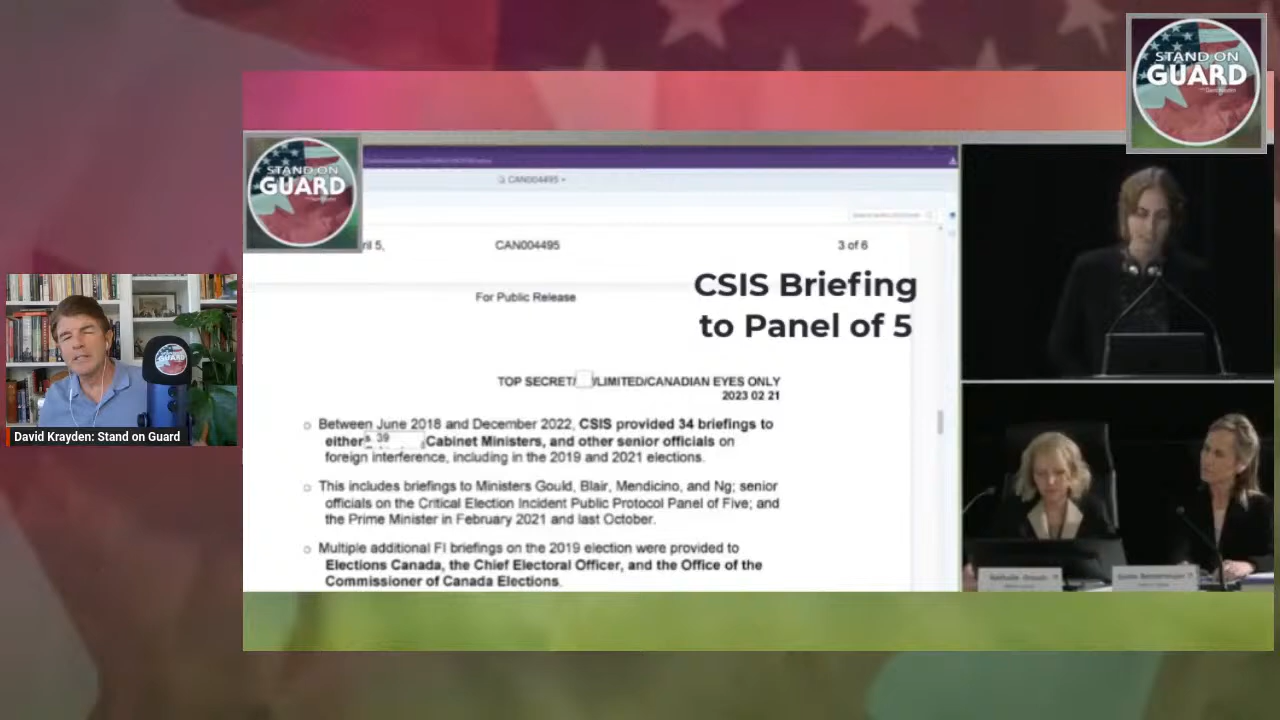 STAND ON
GUARD
STAND ON
GUARD
CAN004495
ril 5,
CAN004495
3 of 6
For Public Release
CSIS Briefing
to Panel of 5
TOP SECRET/ /LIMITED/CANADIAN EYES ONLY
2023 02 21
Between June 2018 and December 2022, CSIS provided 34 briefings to
either s. 39 Cabinet Ministers, and other senior officials on
foreign interference, including in the 2019 and 2021 elections.
This includes briefings to Ministers Gould, Blair, Mendicino, and Ng; senior
officials on the Critical Election Incident Public Protocol Panel of Five; and
the Prime Minister in February 2021 and last October.
Multiple additional FI briefings on the 2019 election were provided to
Elections Canada, the Chief Electoral Officer, and the Office of the
Commissioner of Canada Elections.
GUARD
David Krayden: Stand on Guard